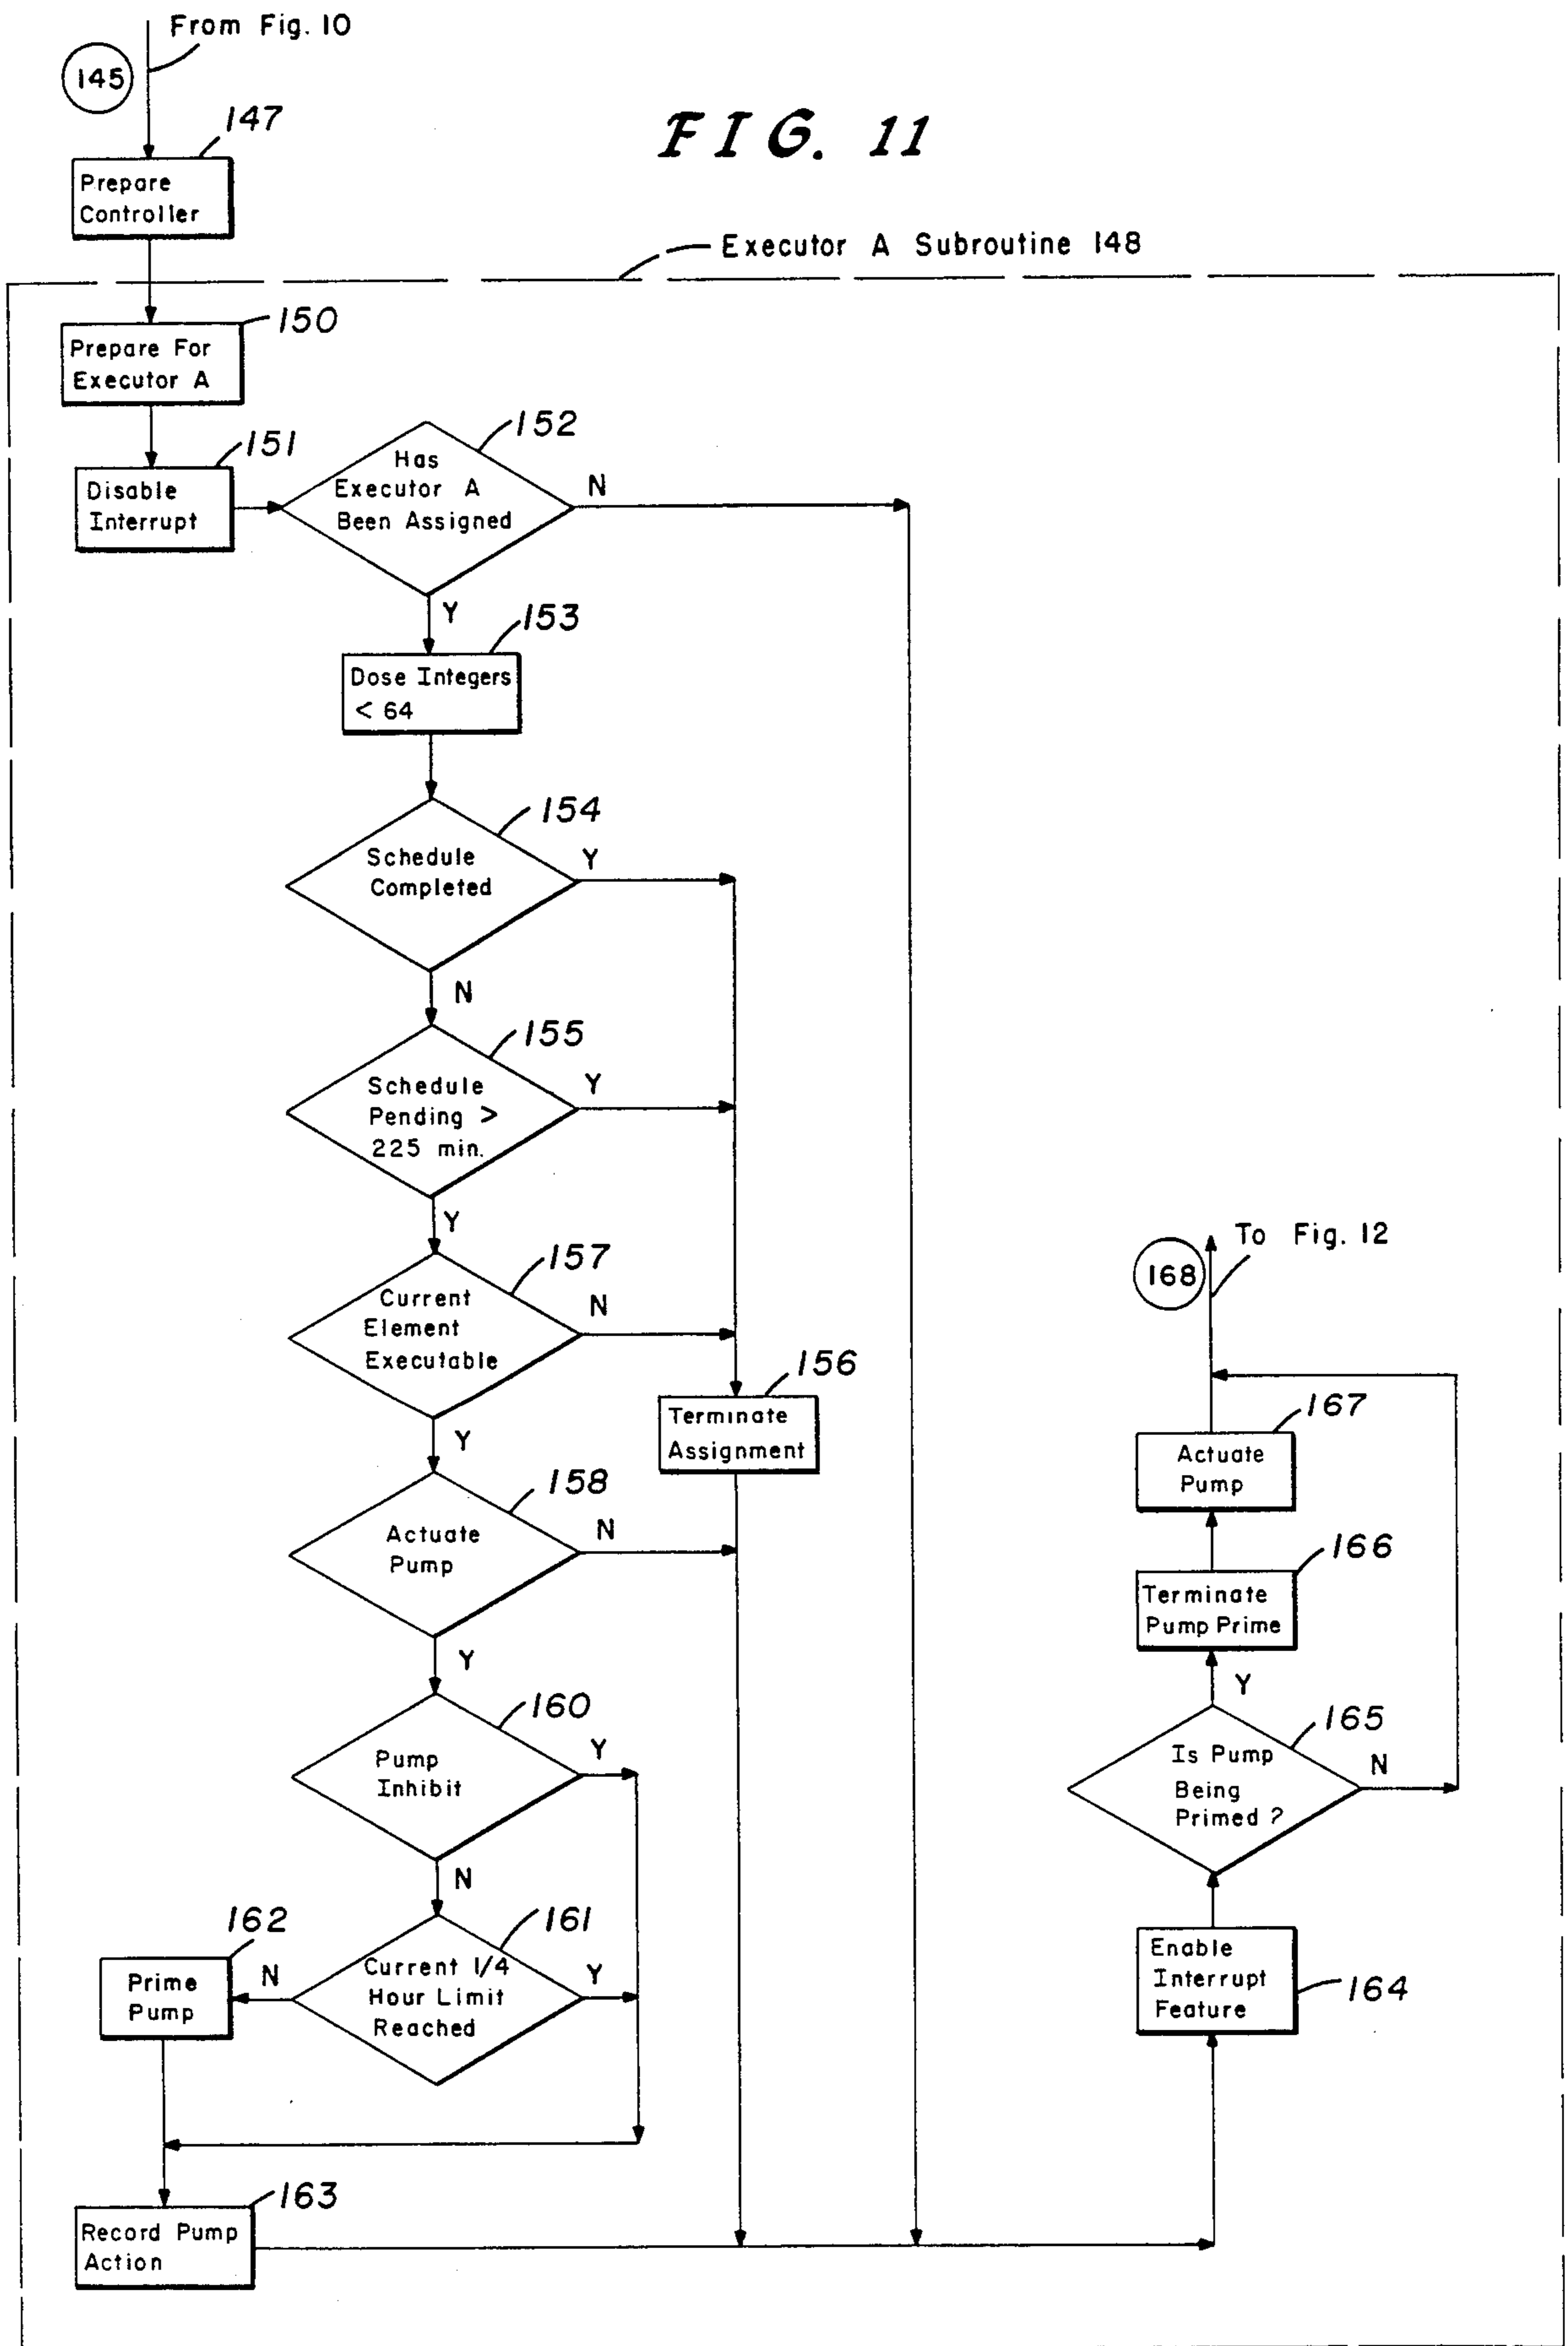 From Fig. 10
145
147
FIG. 11
Prepare
Controller
Executor A Subroutine 148
150
Prepare For
Executor A
151
Disable
Interrupt
152
Has
Executor A
Been Assigned
N
Y
153
Dose Integers
< 64
154
Schedule
Completed
Y
N
155
Schedule
Pending >
225 min.
Y
Y
157
Current
Element
Executable
N
Y
156
Terminate
Assignment
158
Actuate
Pump
N
Y
160
Pump
Inhibit
Y
N
161
Current 1/4
Hour Limit
Reached
Y
N
162
Prime
Pump
163
Record Pump
Action
To Fig. 12
168
167
Actuate
Pump
166
Terminate
Pump Prime
Y
165
Is Pump
Being
Primed ?
N
Enable
Interrupt
Feature
164